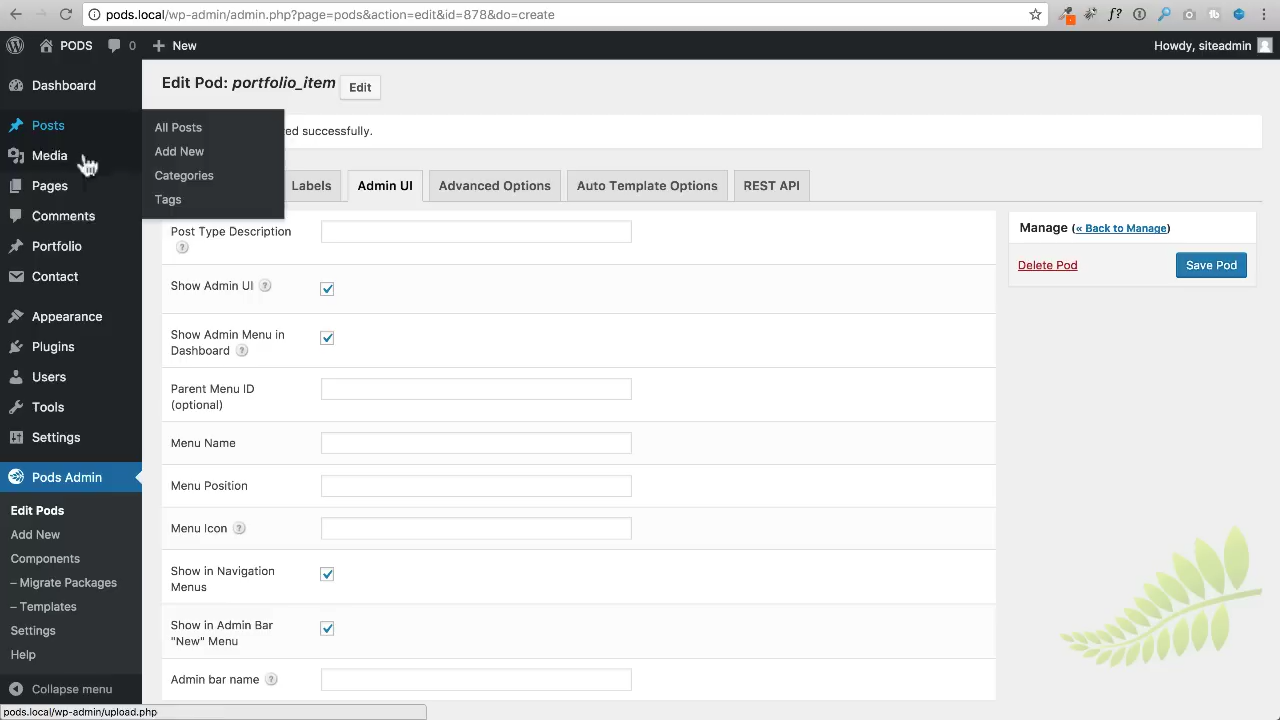 pods.local/wp-admin/admin.php?page=pods&action=edit&id=878&do=create
PODS
0
New
Howdy, siteadmin
Dashboard
Posts
Media
Pages
Comments
Portfolio
Contact
Appearance
Plugins
Users
Tools
Settings
Pods Admin
Edit Pods
Add New
Components
– Migrate Packages
– Templates
Settings
Help
Collapse menu
All Posts
Add New
Categories
Tags
Edit Pod: portfolio_item
Edit
ed successfully.
Labels
Admin UI
Advanced Options
Auto Template Options
REST API
Post Type Description
?
Show Admin UI ?
Show Admin Menu in
Dashboard ?
Parent Menu ID
(optional)
Menu Name
Menu Position
Menu Icon ?
Show in Navigation
Menus
Show in Admin Bar
"New" Menu
Admin bar name ?
Manage (« Back to Manage)
Delete Pod
Save Pod
pods.local/wp-admin/upload.php